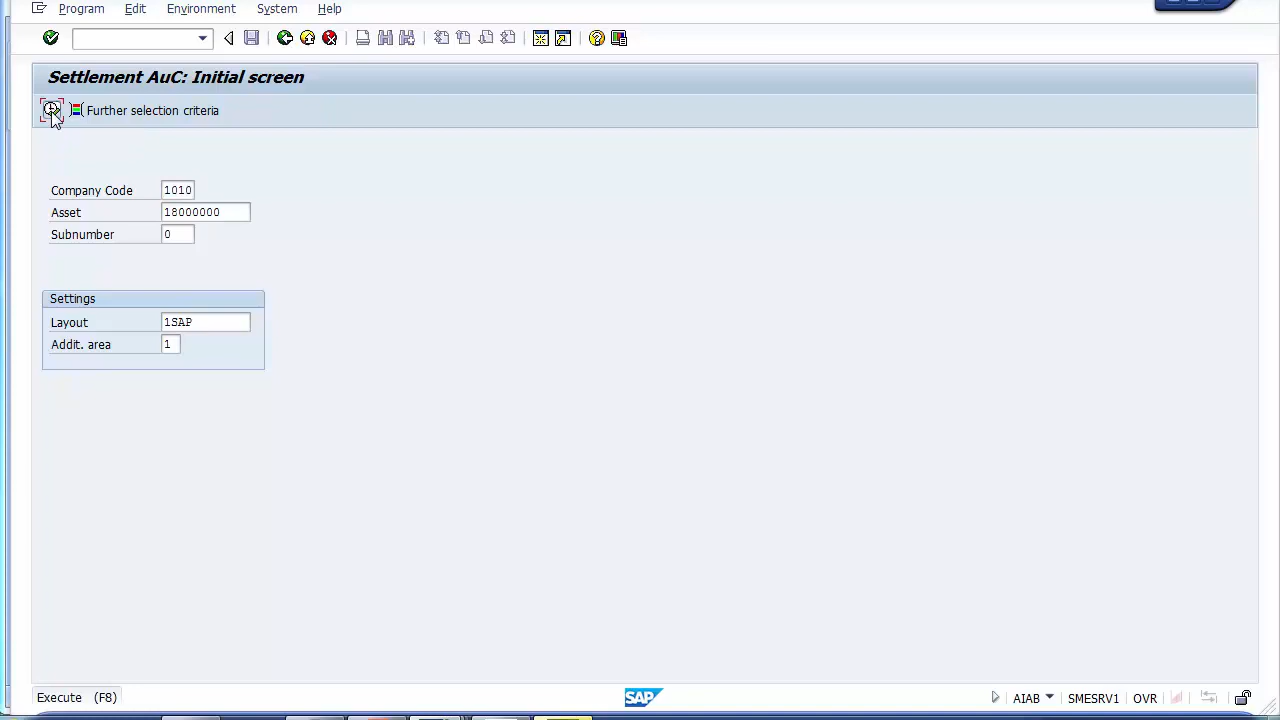 Program Edit Environment System Help
Settlement AuC: Initial screen
Further selection criteria
Company Code 1010
Asset 18000000
Subnumber 0
Settings
Layout 1SAP
Addit. area 1
Execute (F8) SAP AIAB SMESRV1 OVR